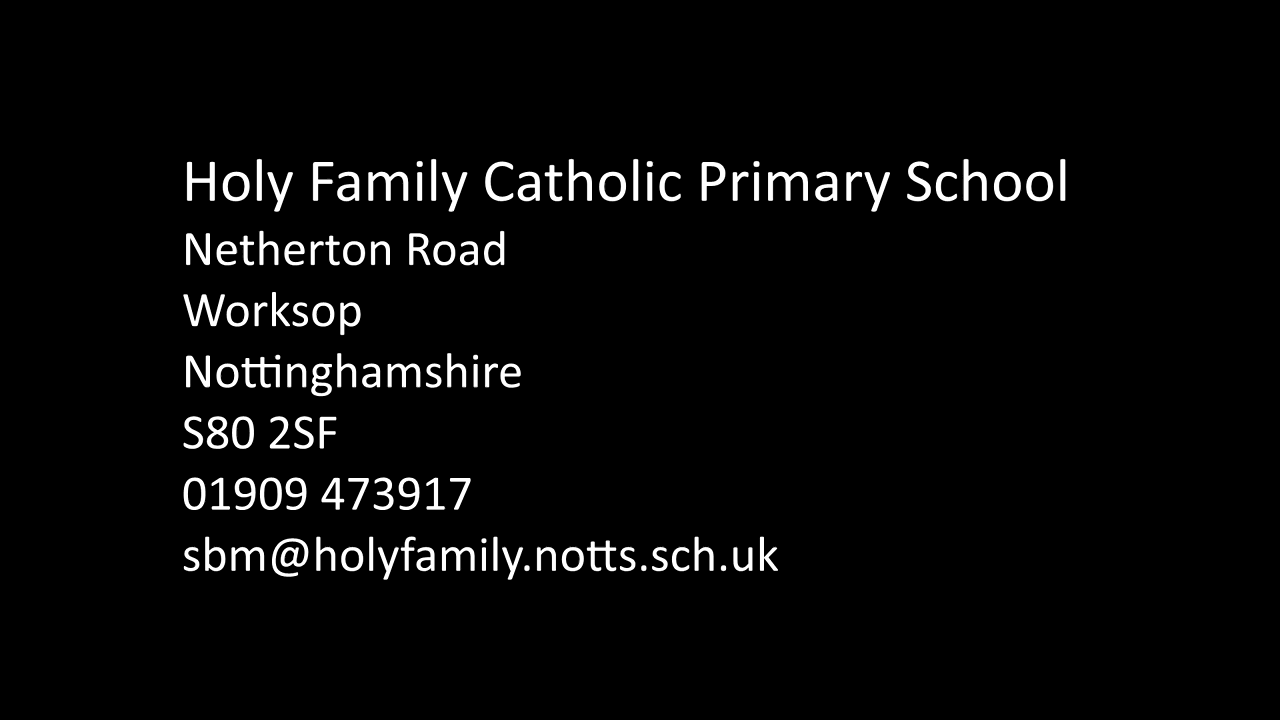 Holy Family Catholic Primary School
Netherton Road
Worksop
Nottinghamshire
S80 2SF
01909 473917
sbm@holyfamily.notts.sch.uk